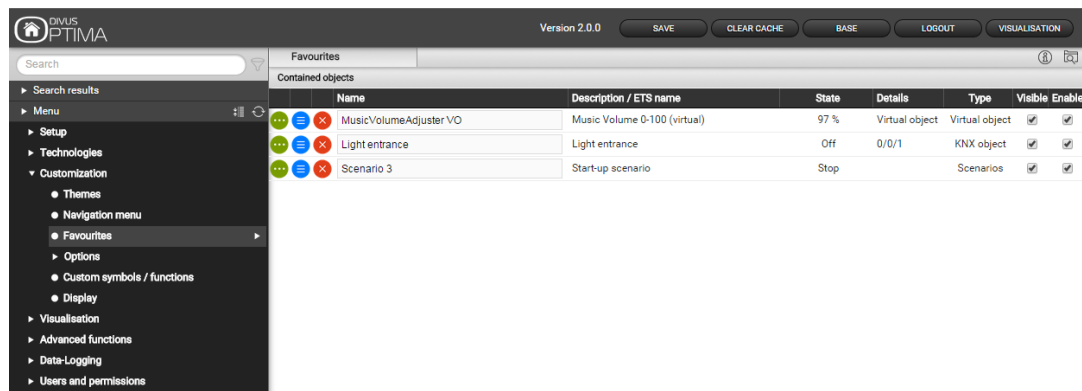 DIVUS
OPTIMA
Version 2.0.0 SAVE CLEAR CACHE BASE LOGOUT VISUALISATION
Search
Search results
Menu
Setup
Technologies
Customization
Themes
Navigation menu
Favourites
Options
Custom symbols / functions
Display
Visualisation
Advanced functions
Data-Logging
Users and permissions
Favourites
Contained objects
Name Description / ETS name State Details Type Visible Enable
MusicVolumeAdjuster VO Music Volume 0-100 (virtual) 97 % Virtual object Virtual object
Light entrance Light entrance Off 0/0/1 KNX object
Scenario 3 Start-up scenario Stop Scenarios